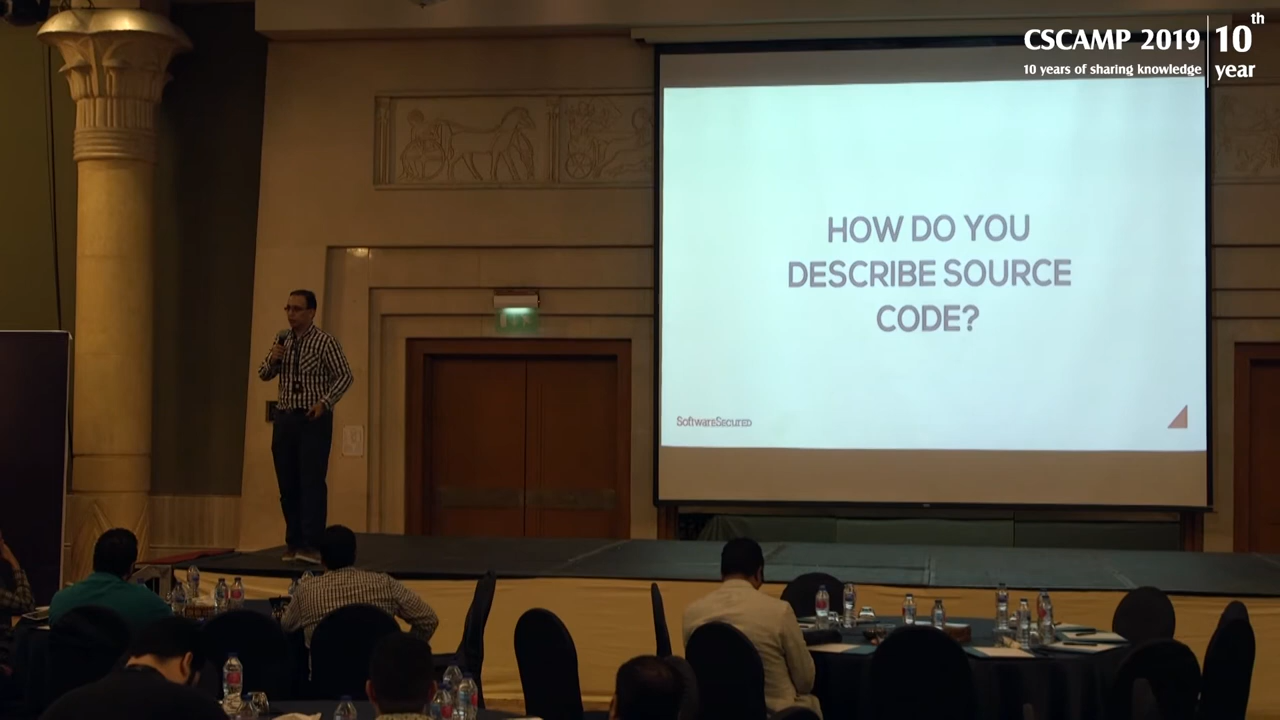 CSCAMP 2019
10 years of sharing knowledge
10th
year
HOW DO YOU
DESCRIBE SOURCE
CODE?
SoftwareSecured